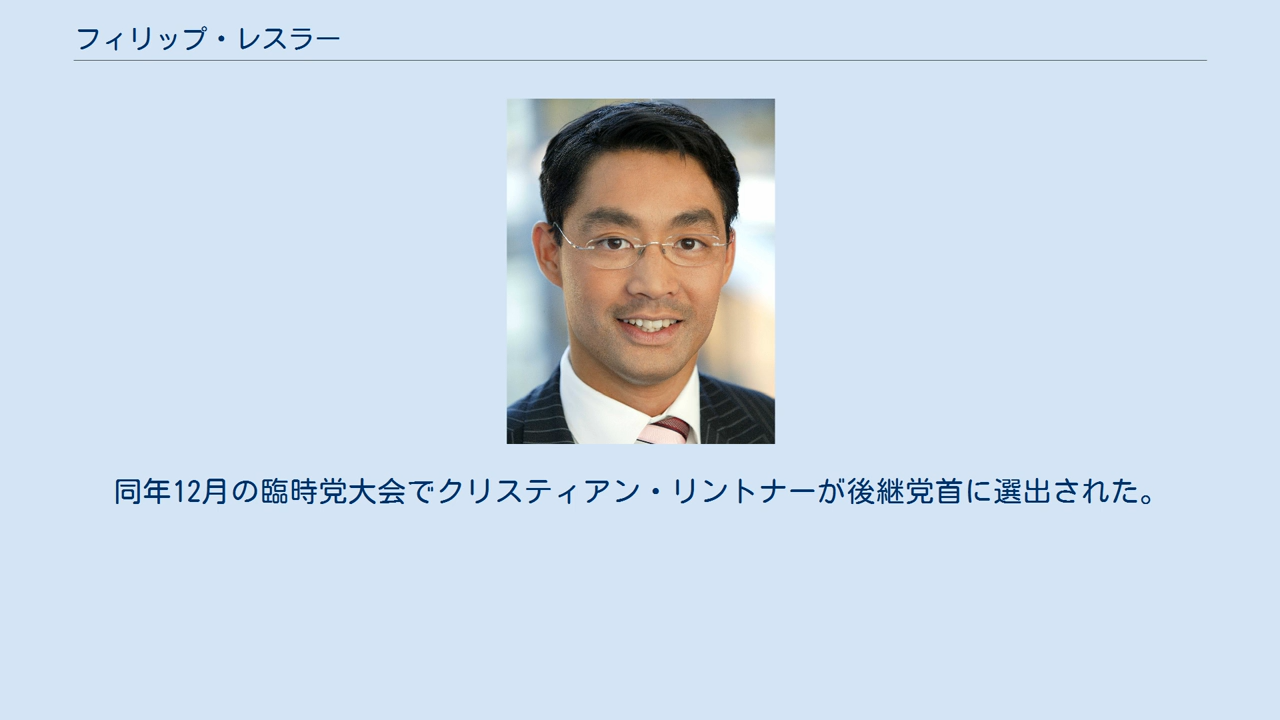 フィリップ・レスラー
同年12月の臨時党大会でクリスティアン・リントナーが後継党首に選出された。